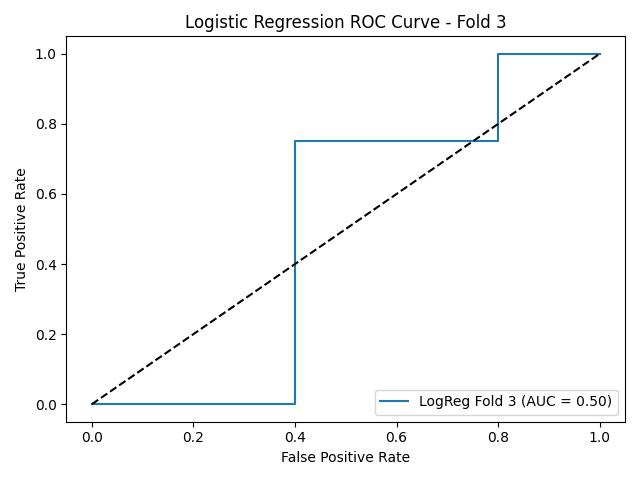 Logistic Regression ROC Curve - Fold 3
1.0
0.8
0.6
0.4
0.2
0.0
True Positive Rate
LogReg Fold 3 (AUC = 0.50)
0.0 0.2 0.4 0.6 0.8 1.0
False Positive Rate